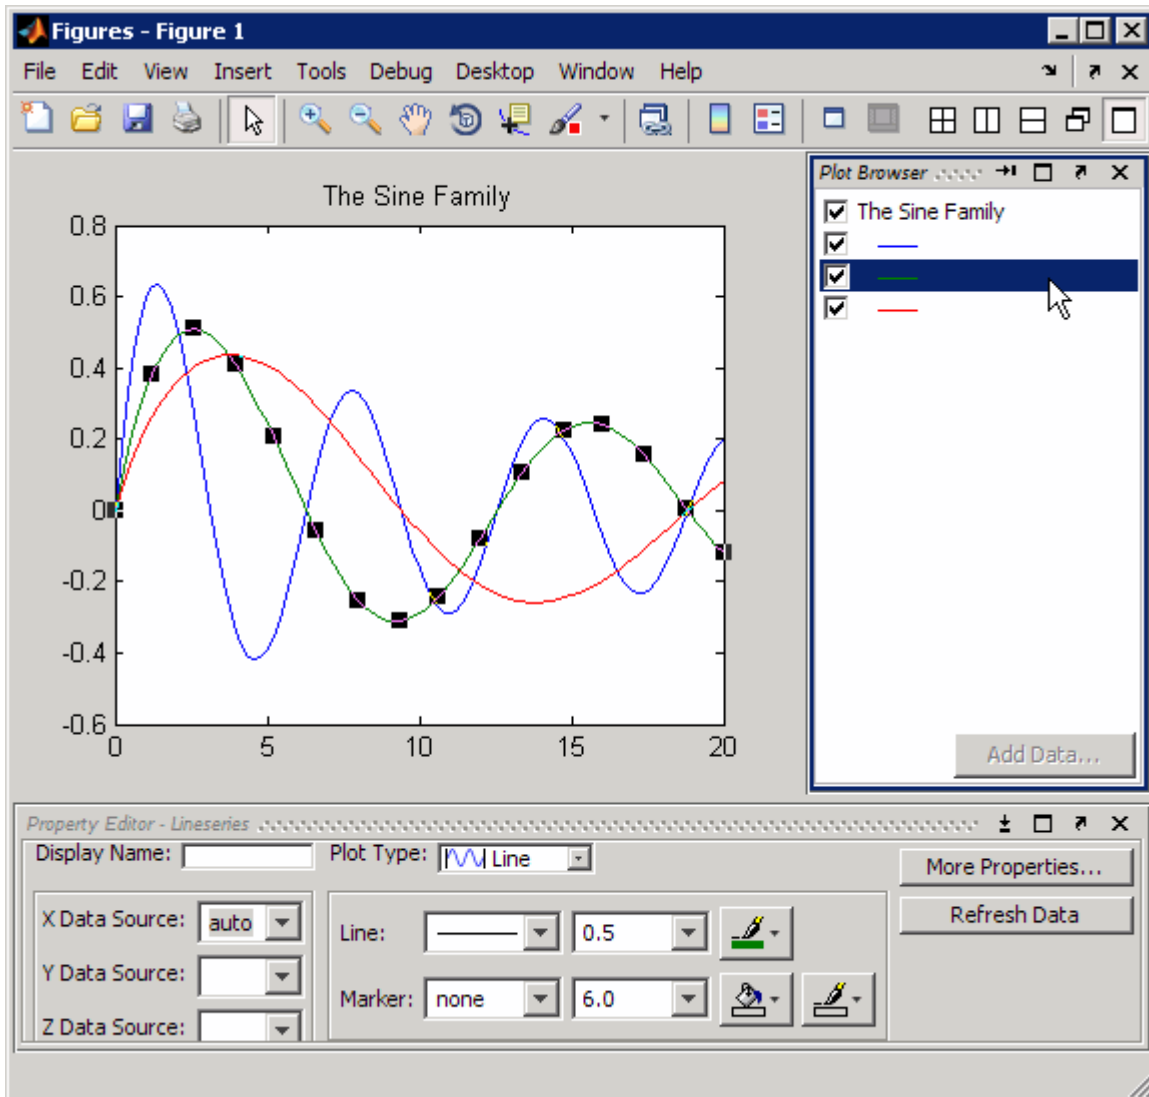 Figures - Figure 1
File Edit View Insert Tools Debug Desktop Window Help
The Sine Family
0.8
0.6
0.4
0.2
0
-0.2
-0.4
-0.6
0 5 10 15 20
Plot Browser
The Sine Family
Add Data...
Property Editor - Lineseries
Display Name: Plot Type: Line
More Properties...
X Data Source: auto
Line: 0.5
Refresh Data
Y Data Source:
Marker: none 6.0
Z Data Source: